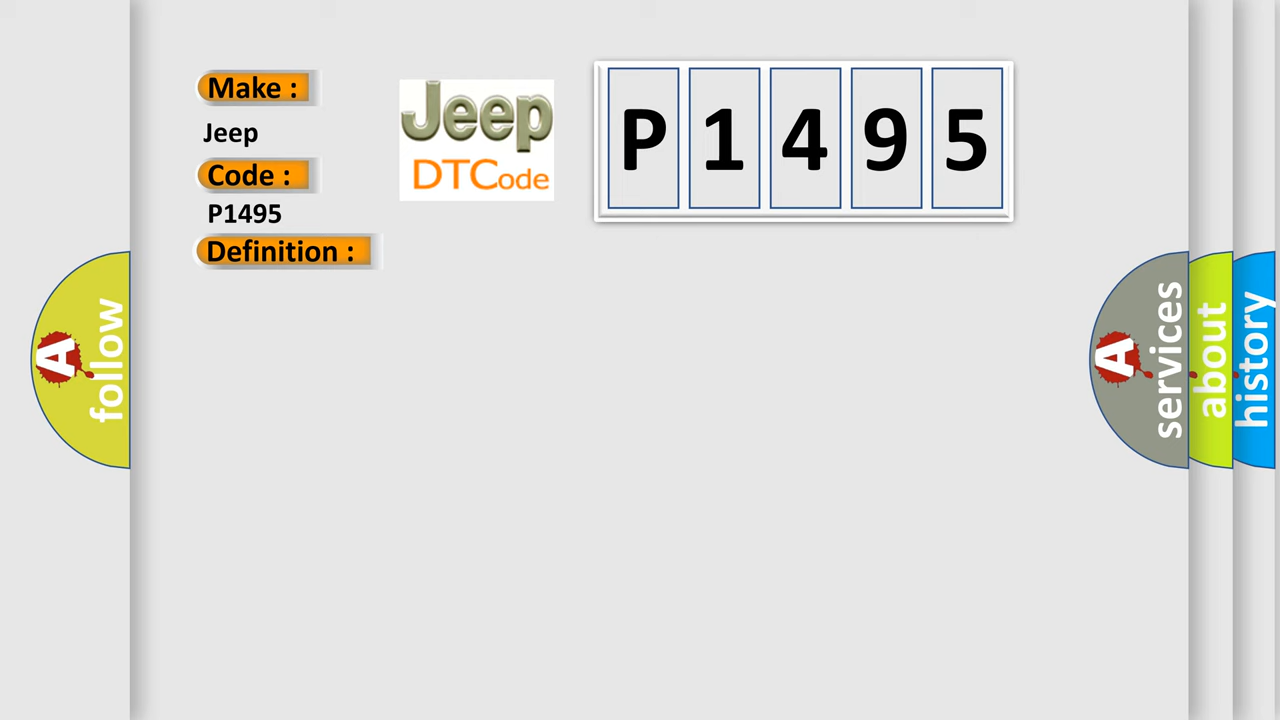 Make :
Jeep
Code :
P1495
Definition :
Jeep
DTCode
P 1 4 9 5
A follow
A services
about
history